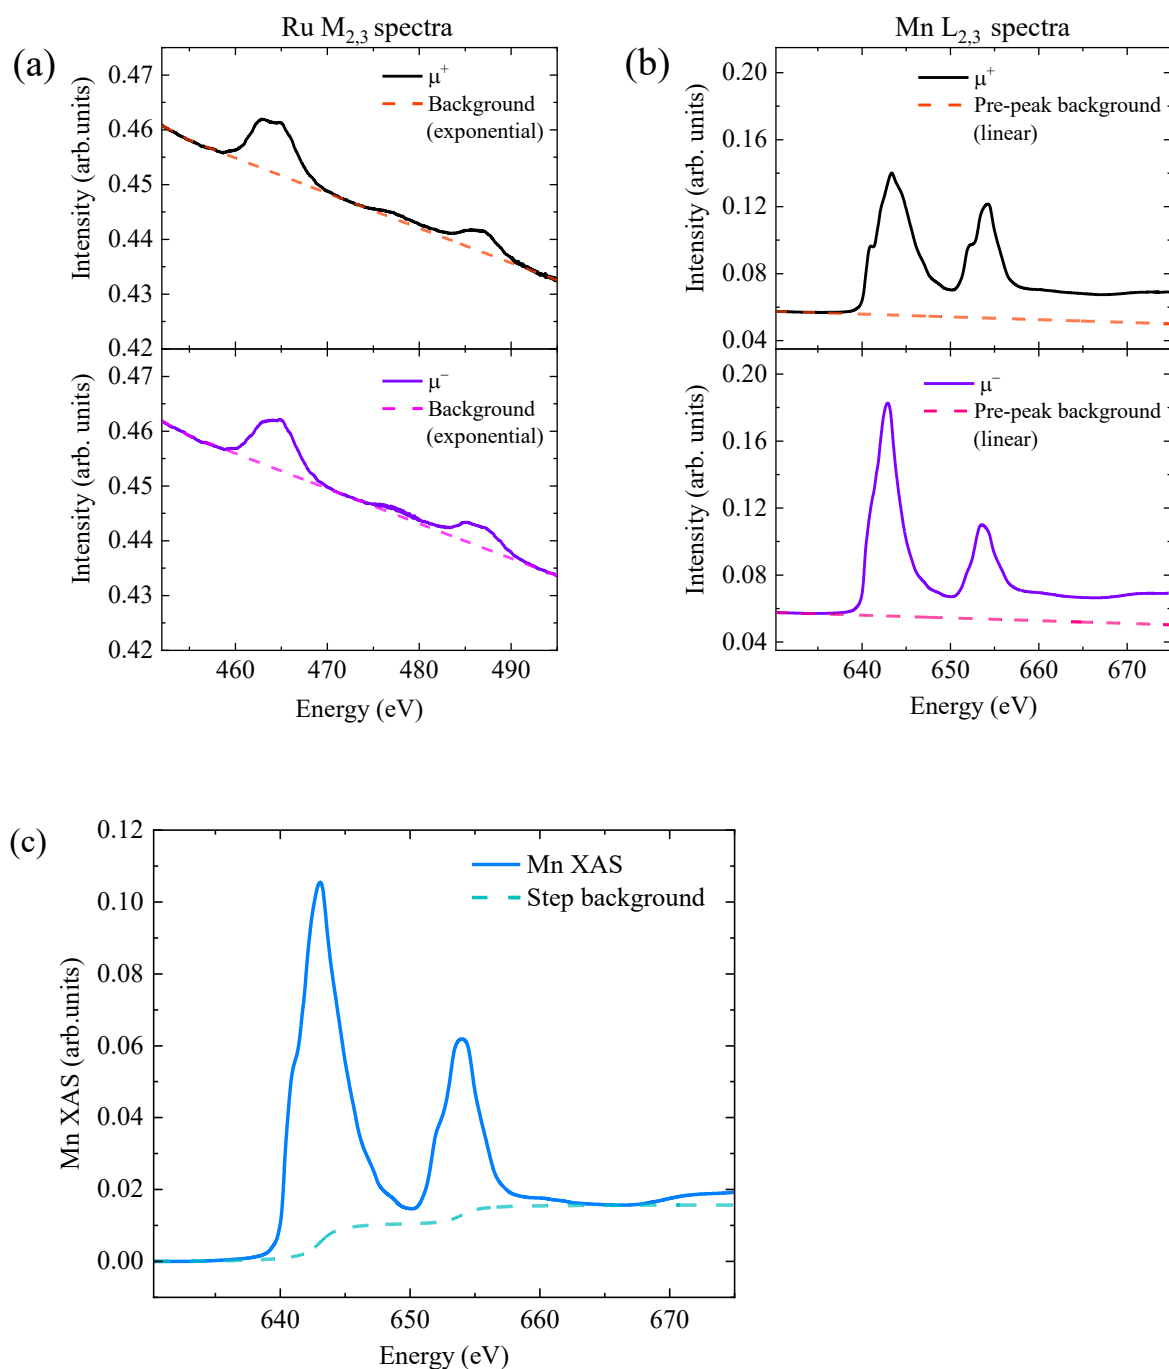 Ru M2,3 spectra
(a)
0.47
0.46
0.45
0.44
0.43
0.42
Intensity (arb.units)
μ+
Background
(exponential)
0.47
0.46
0.45
0.44
0.43
0.42
Intensity (arb. units)
μ−
Background
(exponential)
460
470
480
490
Energy (eV)
Mn L2,3 spectra
(b)
0.20
0.16
0.12
0.08
0.04
Intensity (arb. units)
μ+
Pre-peak background
(linear)
0.20
0.16
0.12
0.08
0.04
Intensity (arb. units)
μ−
Pre-peak background
(linear)
640
650
660
670
Energy (eV)
(c)
0.12
0.10
0.08
0.06
0.04
0.02
0.00
Mn XAS (arb.units)
Mn XAS
Step background
640
650
660
670
Energy (eV)